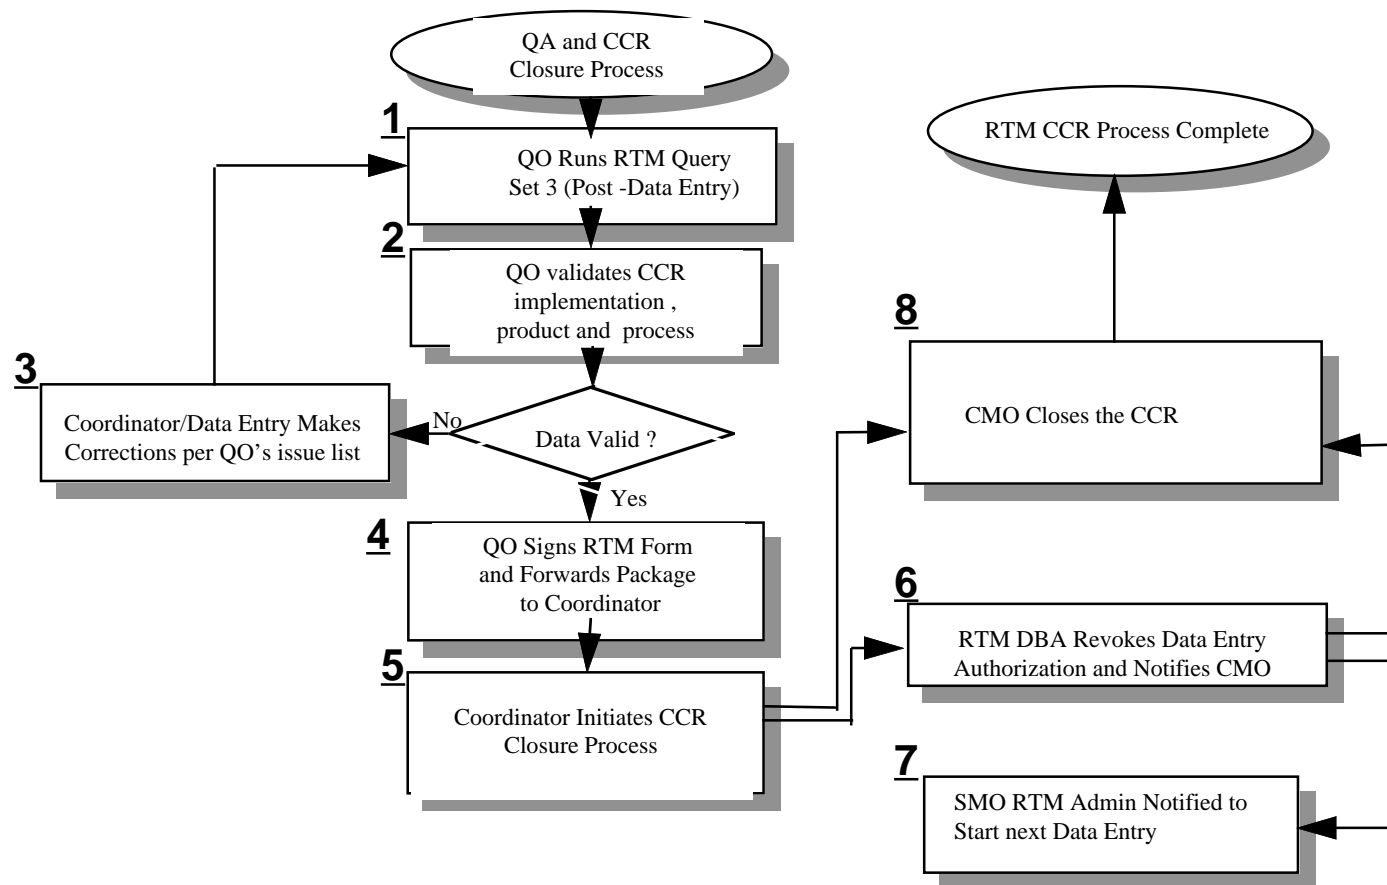 QA and CCR
Closure Process
1
QO Runs RTM Query
Set 3 (Post -Data Entry)
2
QO validates CCR
implementation ,
product and  process
3
Coordinator/Data Entry Makes
Corrections per QO’s issue list
No
Data Valid ?
Yes
4
QO Signs RTM Form
and Forwards Package
to Coordinator
5
Coordinator Initiates CCR
Closure Process
RTM CCR Process Complete
8
CMO Closes the CCR
6
RTM DBA Revokes Data Entry
Authorization and Notifies CMO
7
SMO RTM Admin Notified to
Start next Data Entry